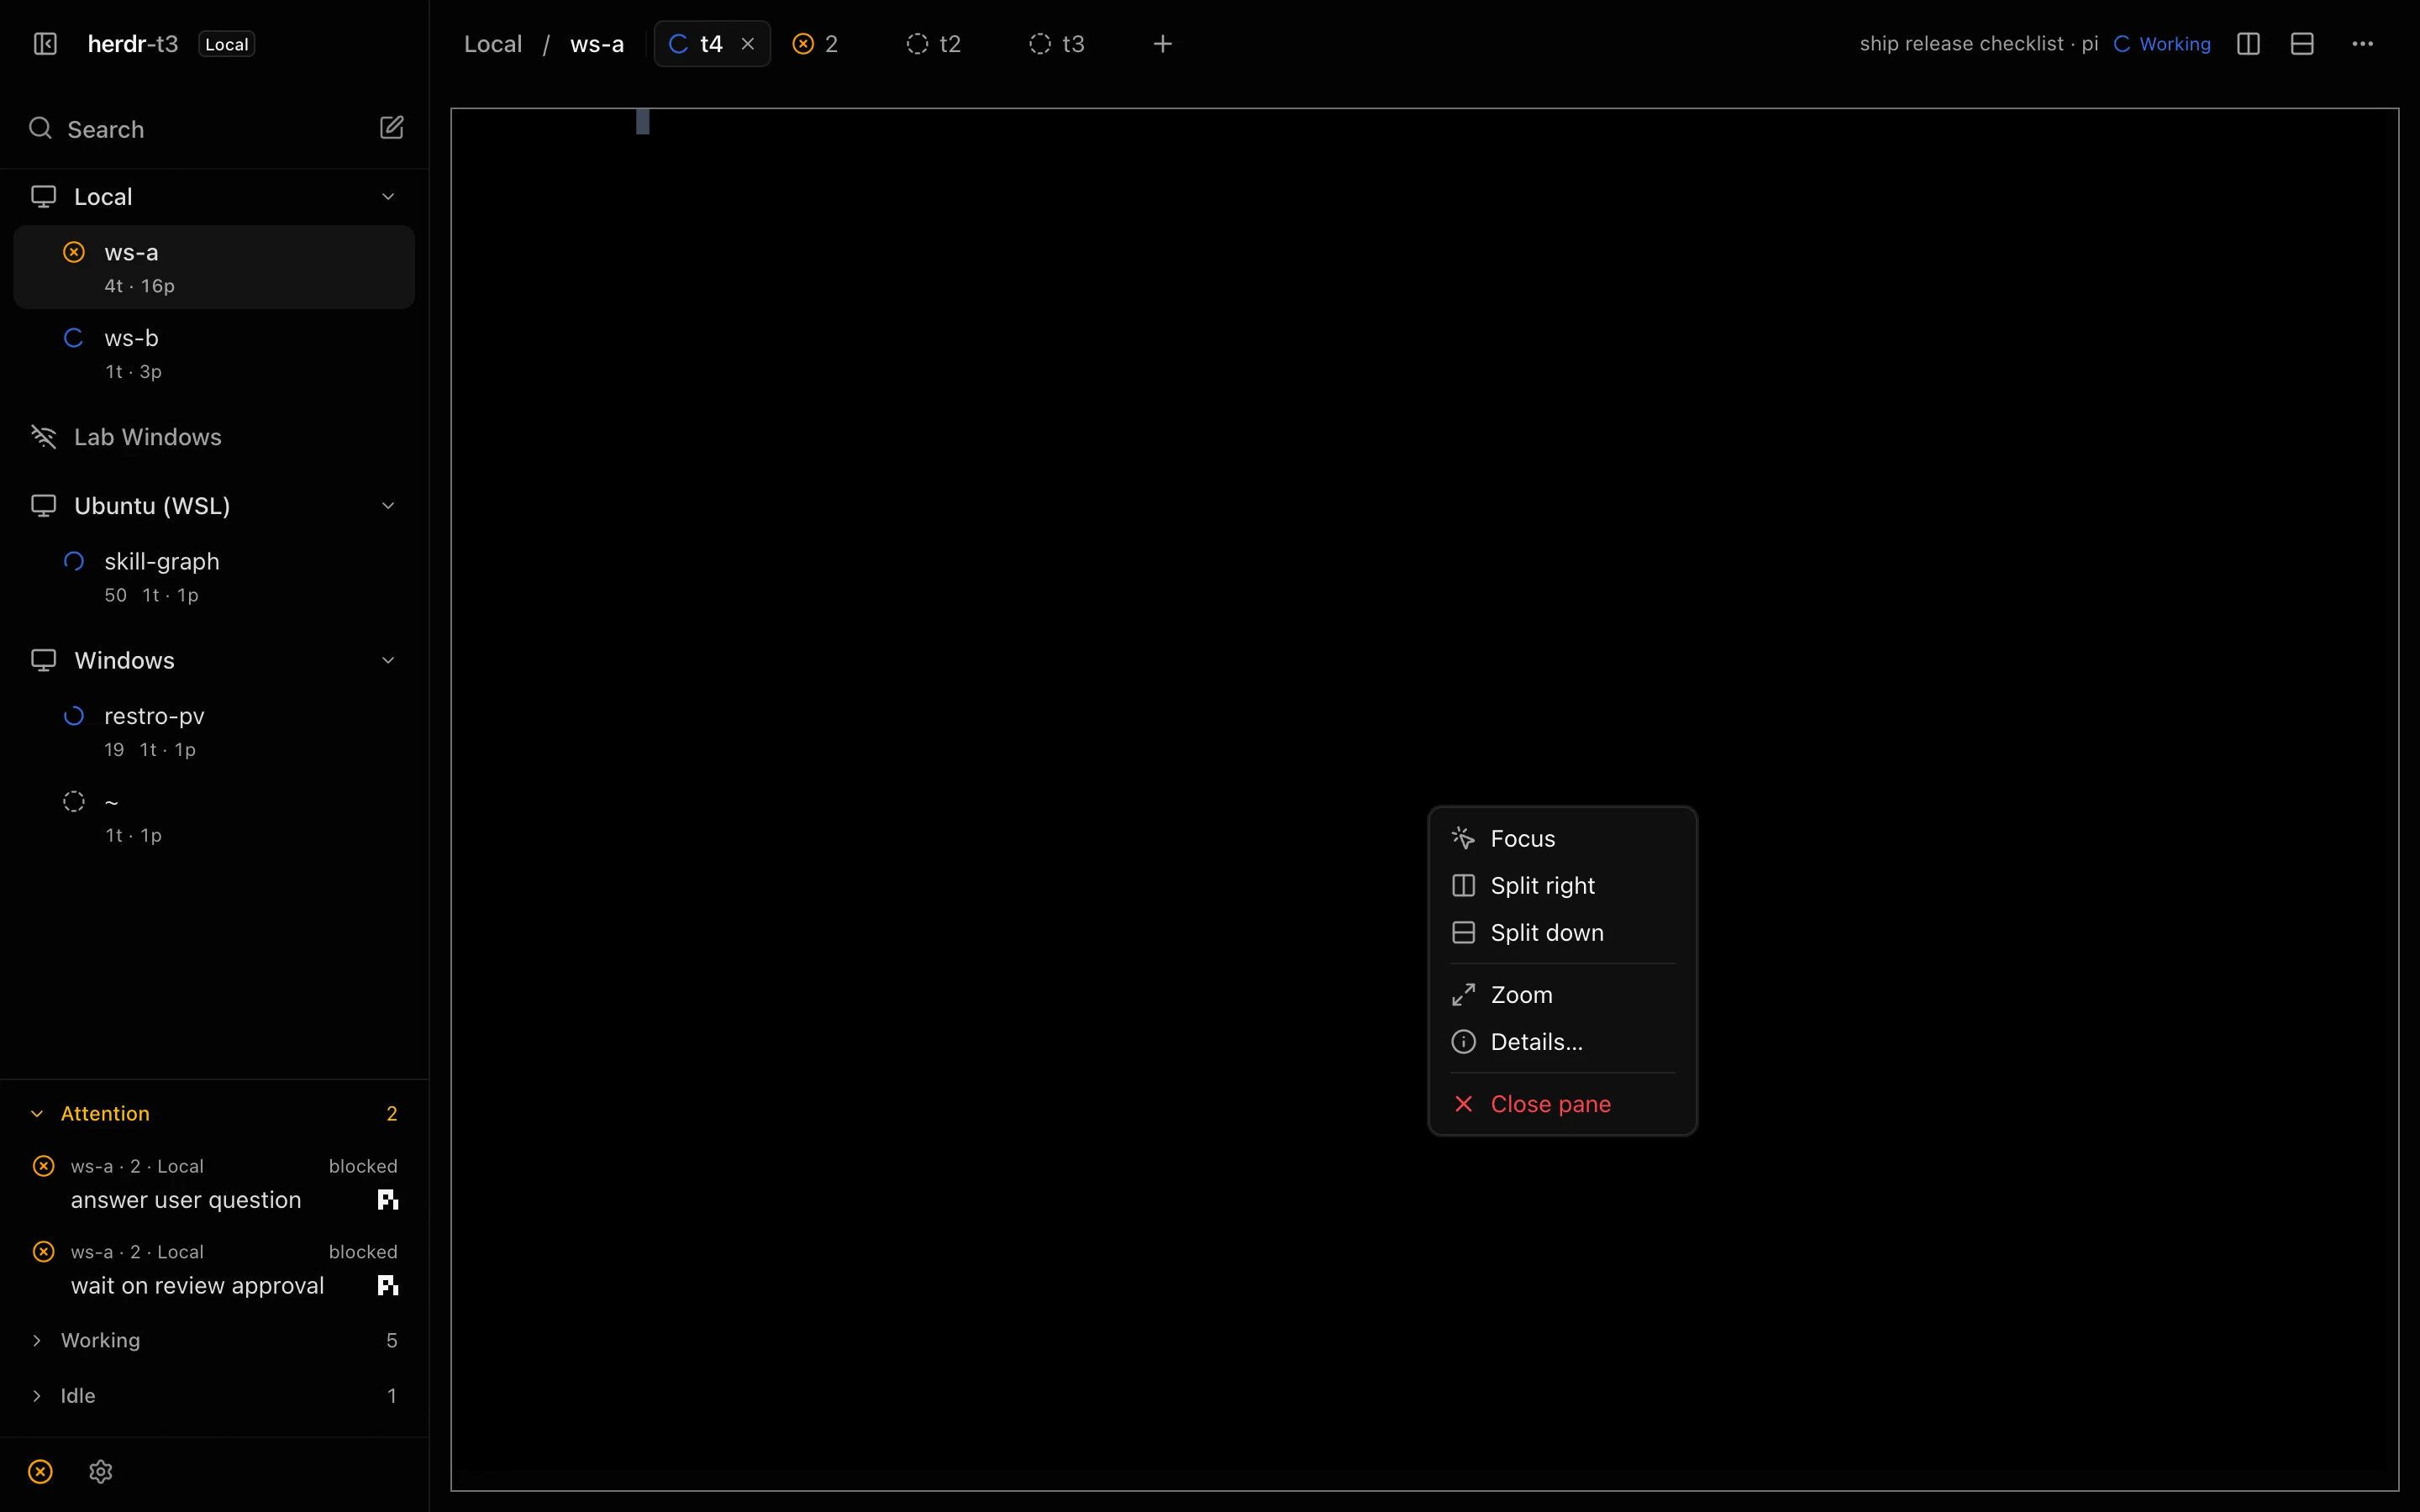 herdr-t3 Local
Search
Local
ws-a
4t · 16p
ws-b
1t · 3p
Lab Windows
Ubuntu (WSL)
skill-graph
50 1t · 1p
Windows
restro-pv
19 1t · 1p
~
1t · 1p
Attention 2
ws-a · 2 · Local blocked
answer user question
ws-a · 2 · Local blocked
wait on review approval
Working 5
Idle 1
Local / ws-a t4 2 t2 t3
ship release checklist · pi Working
Focus
Split right
Split down
Zoom
Details...
Close pane